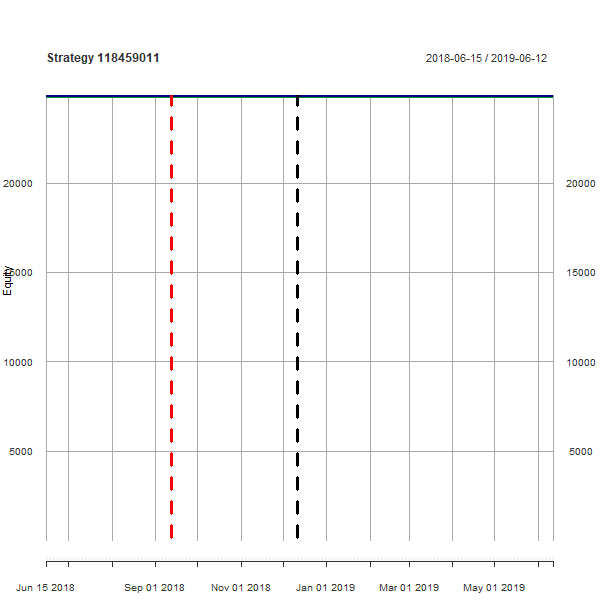 Strategy 118459011
2018-06-15 / 2019-06-12
20000
20000
15000
15000
Equity
10000
10000
5000
5000
Jun 15 2018
Sep 01 2018
Nov 01 2018
Jan 01 2019
Mar 01 2019
May 01 2019